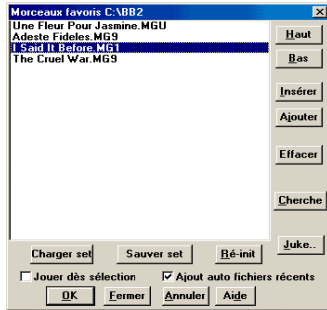 Morceaux favoris C:\BB2
Une Fleur Pour Jasmine.MGU
Adeste Fideles.MG9
I Said It Before.MG1
The Cruel War.MG9
Haut
Bas
Insérer
Ajouter
Effacer
Cherche
Juke..
Charger set
Sauver set
Ré-init
Jouer dès sélection
Ajout auto fichiers récents
OK
Fermer
Annuler
Aide